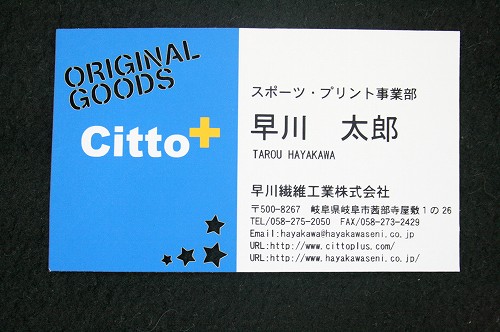 ORIGINAL
GOODS
Citto+
スポーツ・プリント事業部
早川　太郎
TAROU HAYAKAWA
早川繊維工業株式会社
〒500-8267　岐阜県岐阜市茜部寺屋敷1の26
TEL/058-275-2050　FAX/058-273-2429
Email:hayakawa@hayakawaseni.co.jp
URL:http://www.cittoplus.com/
URL:http://www.hayakawaseni.co.jp/